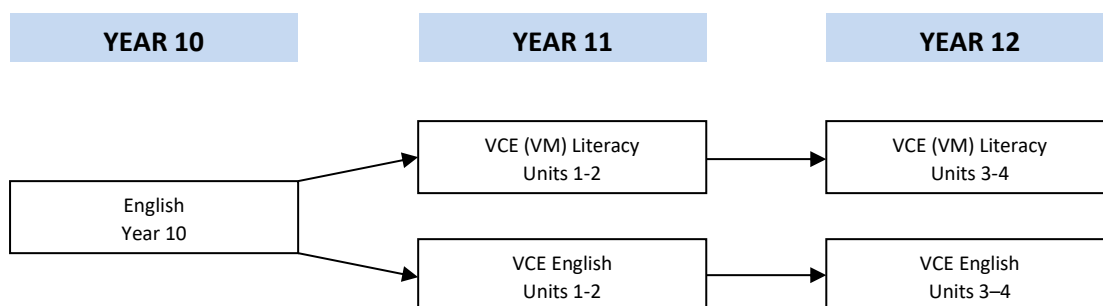 YEAR 10
YEAR 11
YEAR 12
VCE (VM) Literacy
Units 1-2
VCE (VM) Literacy
Units 3-4
English
Year 10
VCE English
Units 1-2
VCE English
Units 3–4